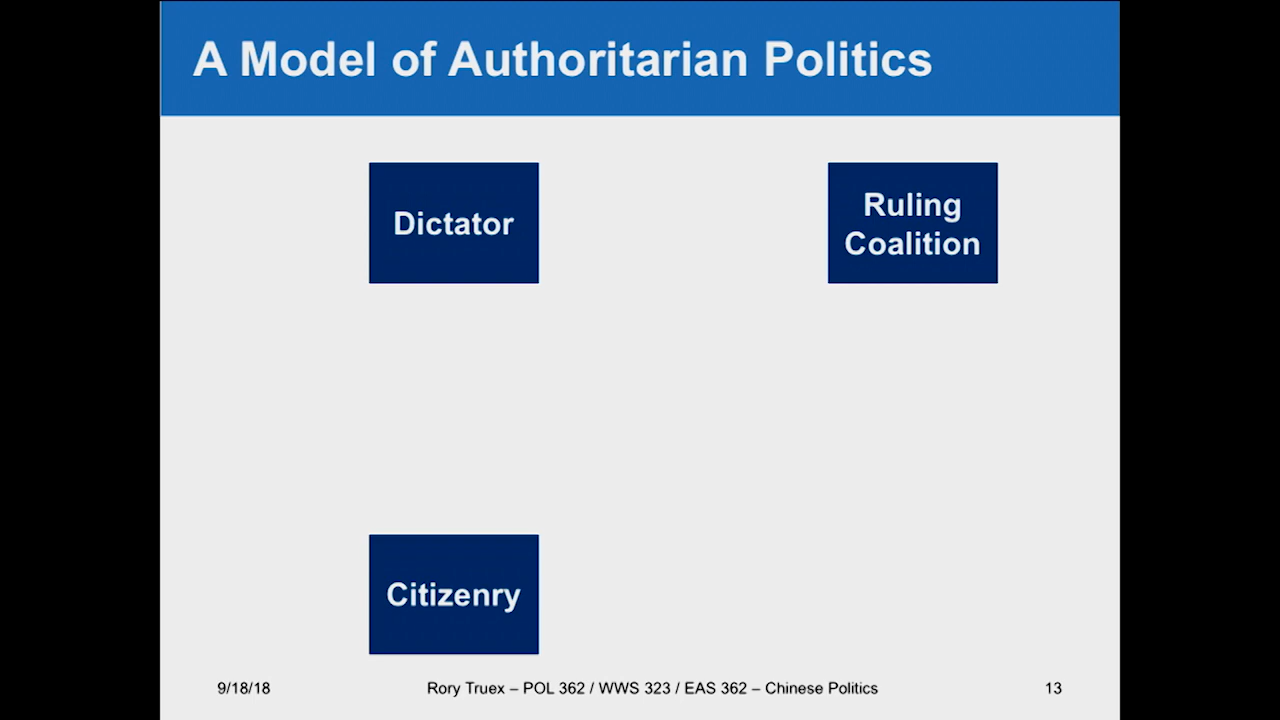 A Model of Authoritarian Politics
Dictator
Ruling
Coalition
Citizenry
9/18/18
Rory Truex – POL 362 / WWS 323 / EAS 362 – Chinese Politics
13